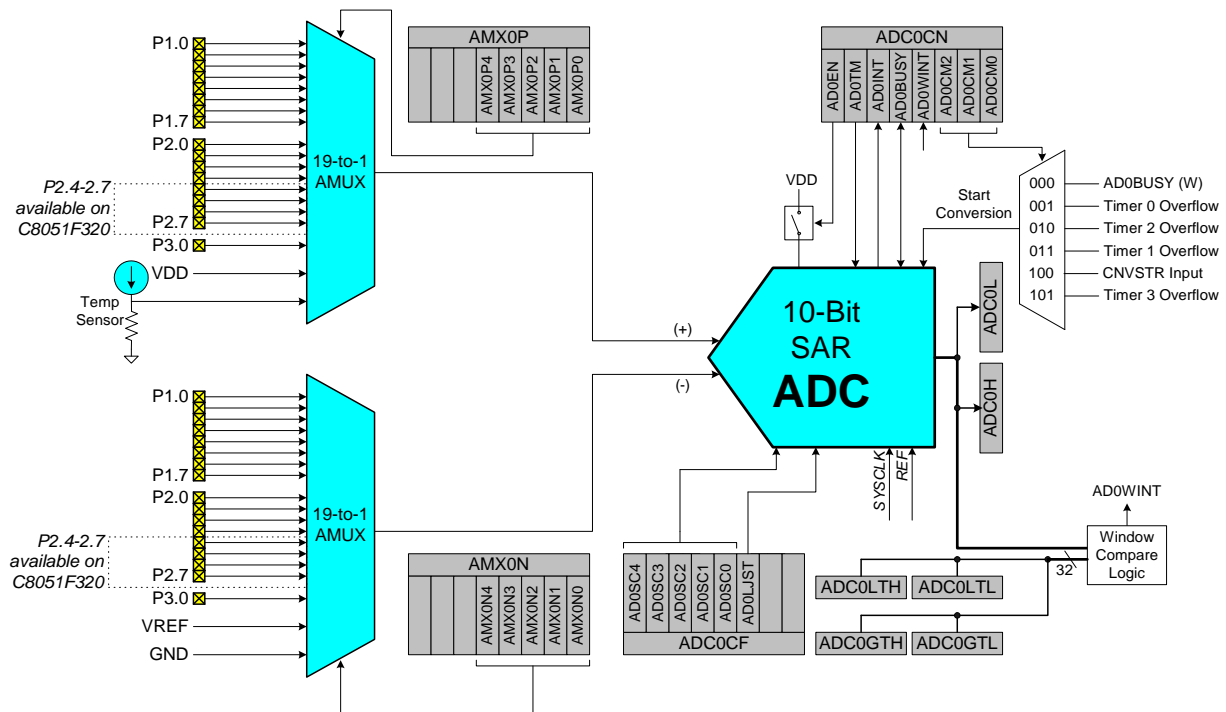 P1.0
P1.7
P2.0
P2.4-2.7
available on
C8051F320
P2.7
P3.0
VDD
Temp
Sensor
19-to-1
AMUX
AMX0P
AMX0P4
AMX0P3
AMX0P2
AMX0P1
AMX0P0
ADC0CN
AD0EN
AD0TM
AD0INT
AD0BUSY
AD0WINT
AD0CM2
AD0CM1
AD0CM0
VDD
Start
Conversion
000 AD0BUSY (W)
001 Timer 0 Overflow
010 Timer 2 Overflow
011 Timer 1 Overflow
100 CNVSTR Input
101 Timer 3 Overflow
(+)
(-)
10-Bit
SAR
ADC
ADC0L
ADC0H
SYSCLK
REF
P1.0
P1.7
P2.0
P2.4-2.7
available on
C8051F320
P2.7
P3.0
VREF
GND
19-to-1
AMUX
AMX0N
AMX0N4
AMX0N3
AMX0N2
AMX0N1
AMX0N0
AD0SC4
AD0SC3
AD0SC2
AD0SC1
AD0SC0
AD0LJST
ADC0CF
AD0WINT
Window
Compare
Logic
32
ADC0LTH
ADC0LTL
ADC0GTH
ADC0GTL